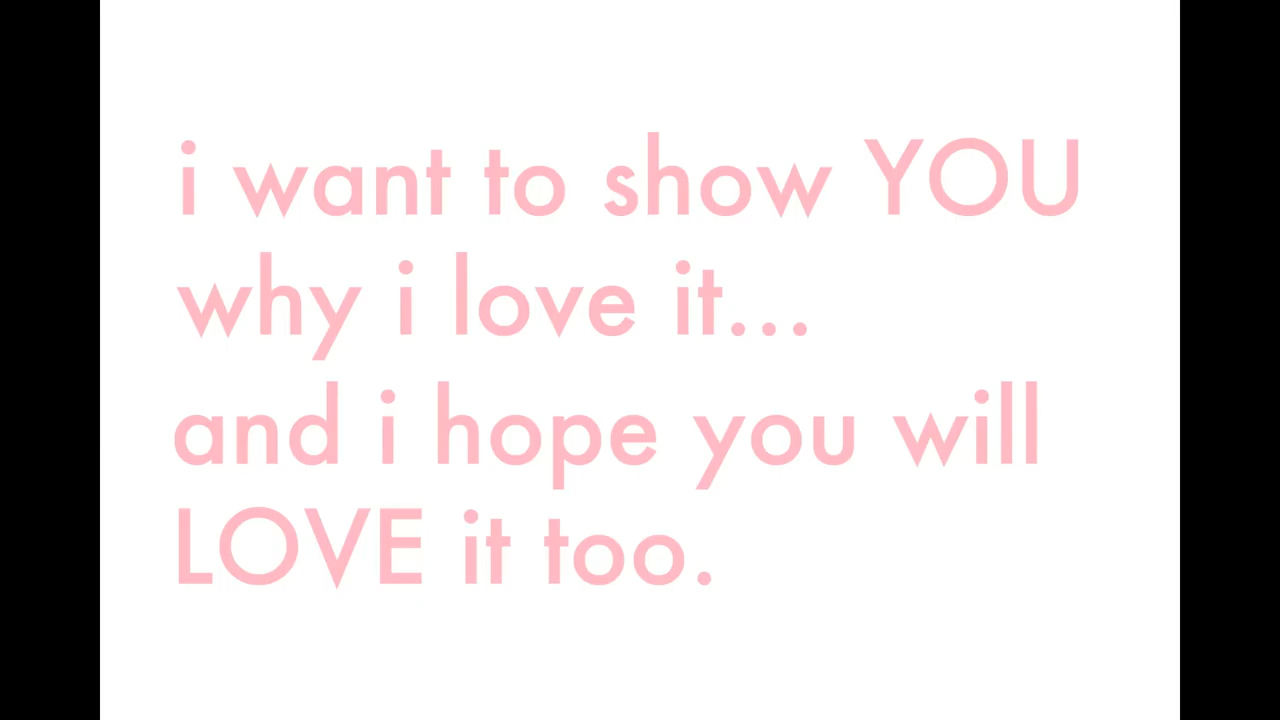 i want to show YOU
why i love it...
and i hope you will
LOVE it too.